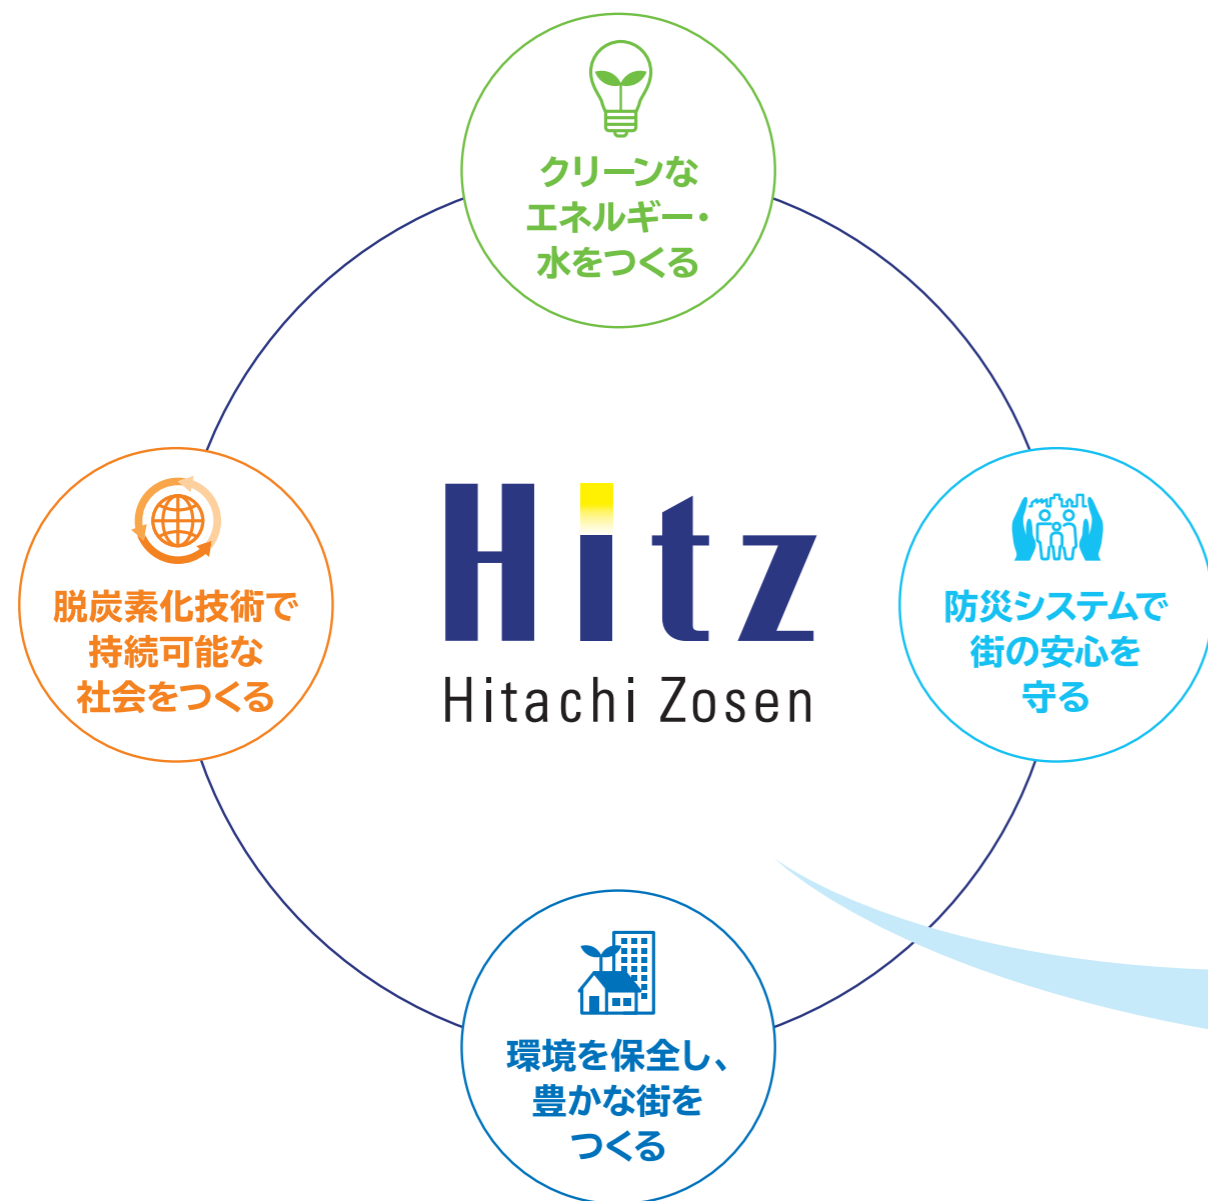 クリーンな
エネルギー・
水をつくる
脱炭素化技術で
持続可能な
社会をつくる
Hitz
Hitachi Zosen
防災システムで
街の安心を
守る
環境を保全し、
豊かな街を
つくる